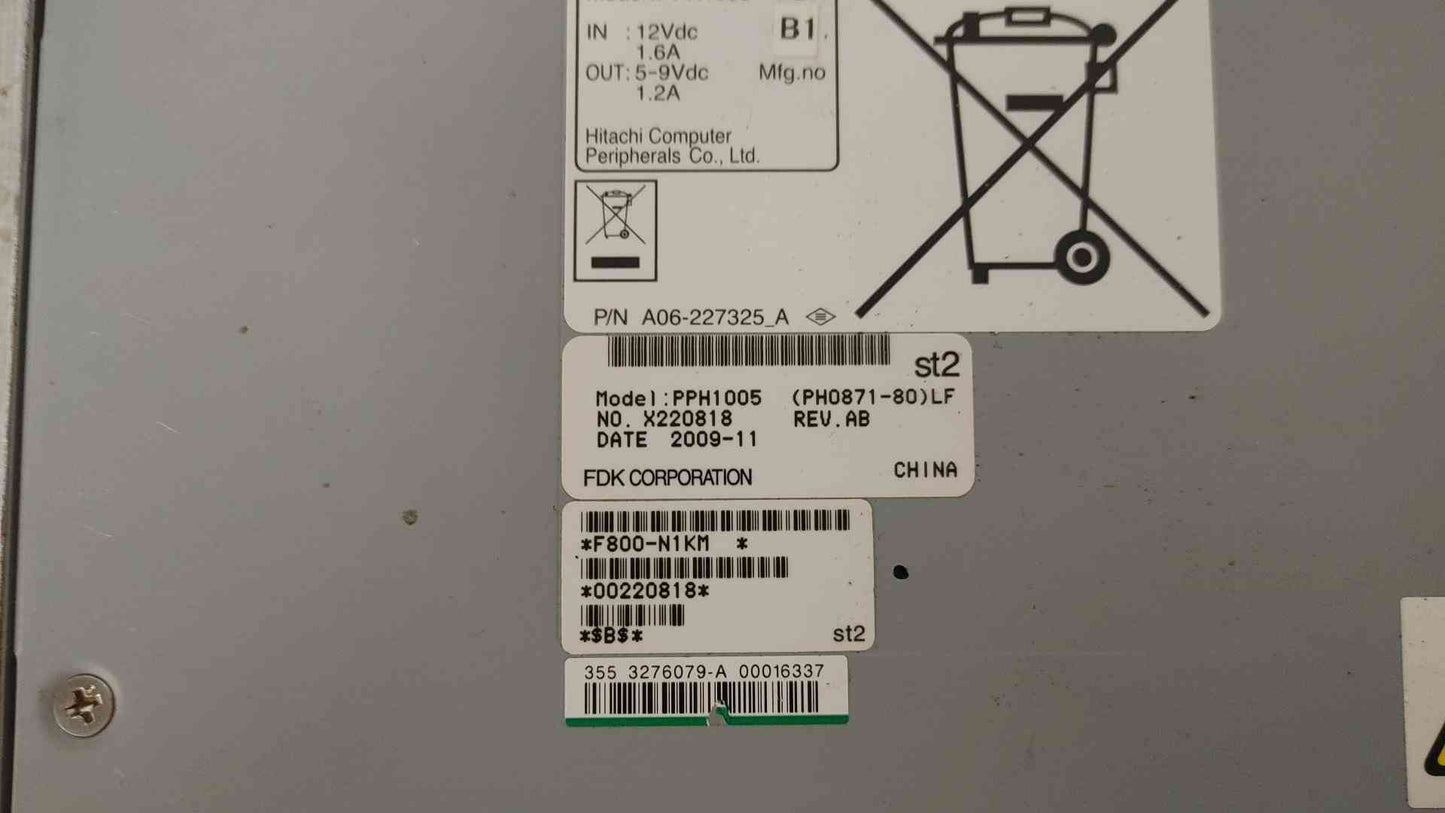 B1.
IN : 12Vdc
1.6A
OUT: 5-9Vdc Mfg.no
1.2A
Hitachi Computer
Peripherals Co., Ltd.
P/N A06-227325_A
st2
Model:PPH1005 (PH0871-80)LF
NO. X220818 REV.AB
DATE 2009-11
FDK CORPORATION CHINA
*F800-N1KM *
*00220818*
*$B$* st2
355 3276079-A 00016337